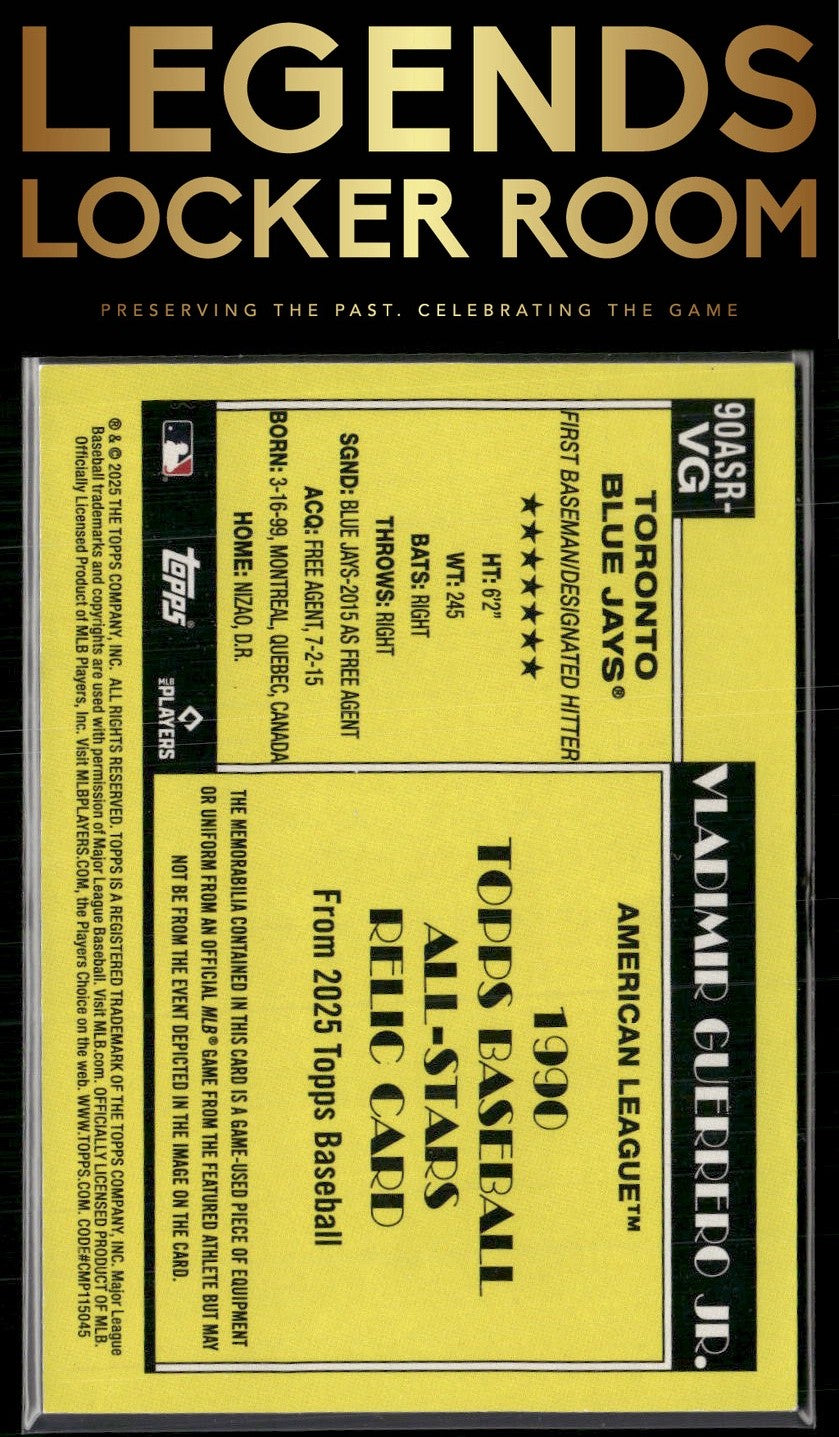 LEGENDS
LOCKER ROOM
PRESERVING THE PAST. CELEBRATING THE GAME
90ASR-
VG
VLADIMIR GUERRERO JR.
TORONTO
BLUE JAYS®
FIRST BASEMAN/DESIGNATED HITTER
★★★★★★★
HT: 6'2"
WT: 245
BATS: RIGHT
THROWS: RIGHT
SGND: BLUE JAYS-2015 AS FREE AGENT
ACQ: FREE AGENT, 7-2-15
BORN: 3-16-99, MONTREAL, QUEBEC, CANADA
HOME: NIZAO, D.R.
AMERICAN LEAGUE™
1990
TOPPS BASEBALL
ALL-STARS
RELIC CARD
From 2025 Topps Baseball
THE MEMORABILIA CONTAINED IN THIS CARD IS A GAME-USED PIECE OF EQUIPMENT
OR UNIFORM FROM AN OFFICIAL MLB® GAME FROM THE FEATURED ATHLETE BUT MAY
NOT BE FROM THE EVENT DEPICTED IN THE IMAGE ON THE CARD.
topps®
MLB
PLAYERS
® & © 2025 THE TOPPS COMPANY, INC. ALL RIGHTS RESERVED. TOPPS IS A REGISTERED TRADEMARK OF THE TOPPS COMPANY, INC. Major League
Baseball trademarks and copyrights are used with permission of Major League Baseball. Visit MLB.com. OFFICIALLY LICENSED PRODUCT OF MLB.
Officially Licensed Product of MLB Players, Inc. Visit MLBPLAYERS.COM, the Players Choice on the web. WWW.TOPPS.COM. CODE#CMP115045